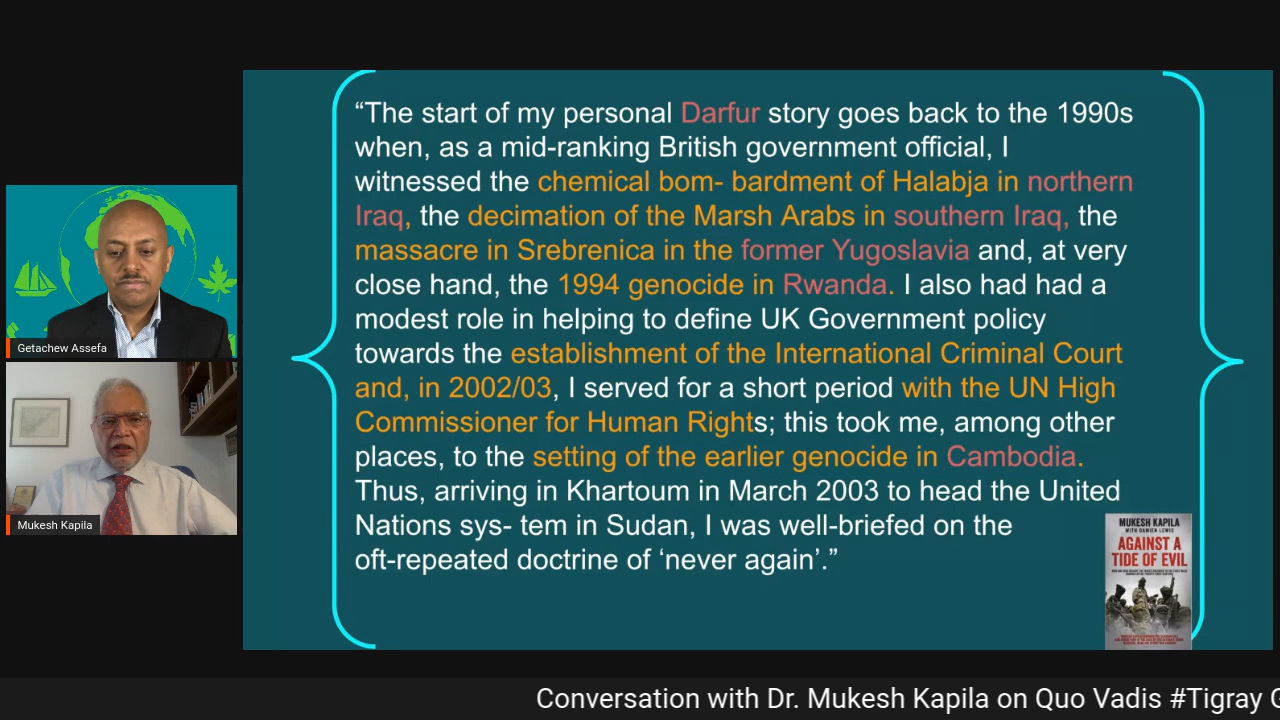 “The start of my personal Darfur story goes back to the 1990s
when, as a mid-ranking British government official, I
witnessed the chemical bom- bardment of Halabja in northern
Iraq, the decimation of the Marsh Arabs in southern Iraq, the
massacre in Srebrenica in the former Yugoslavia and, at very
close hand, the 1994 genocide in Rwanda. I also had had a
modest role in helping to define UK Government policy
towards the establishment of the International Criminal Court
and, in 2002/03, I served for a short period with the UN High
Commissioner for Human Rights; this took me, among other
places, to the setting of the earlier genocide in Cambodia.
Thus, arriving in Khartoum in March 2003 to head the United
Nations sys- tem in Sudan, I was well-briefed on the
oft-repeated doctrine of ‘never again’.”
Getachew Assefa
Mukesh Kapila
MUKESH KAPILA
WITH DAMIEN LEWIS
AGAINST A
TIDE OF EVIL
Conversation with Dr. Mukesh Kapila on Quo Vadis #Tigray